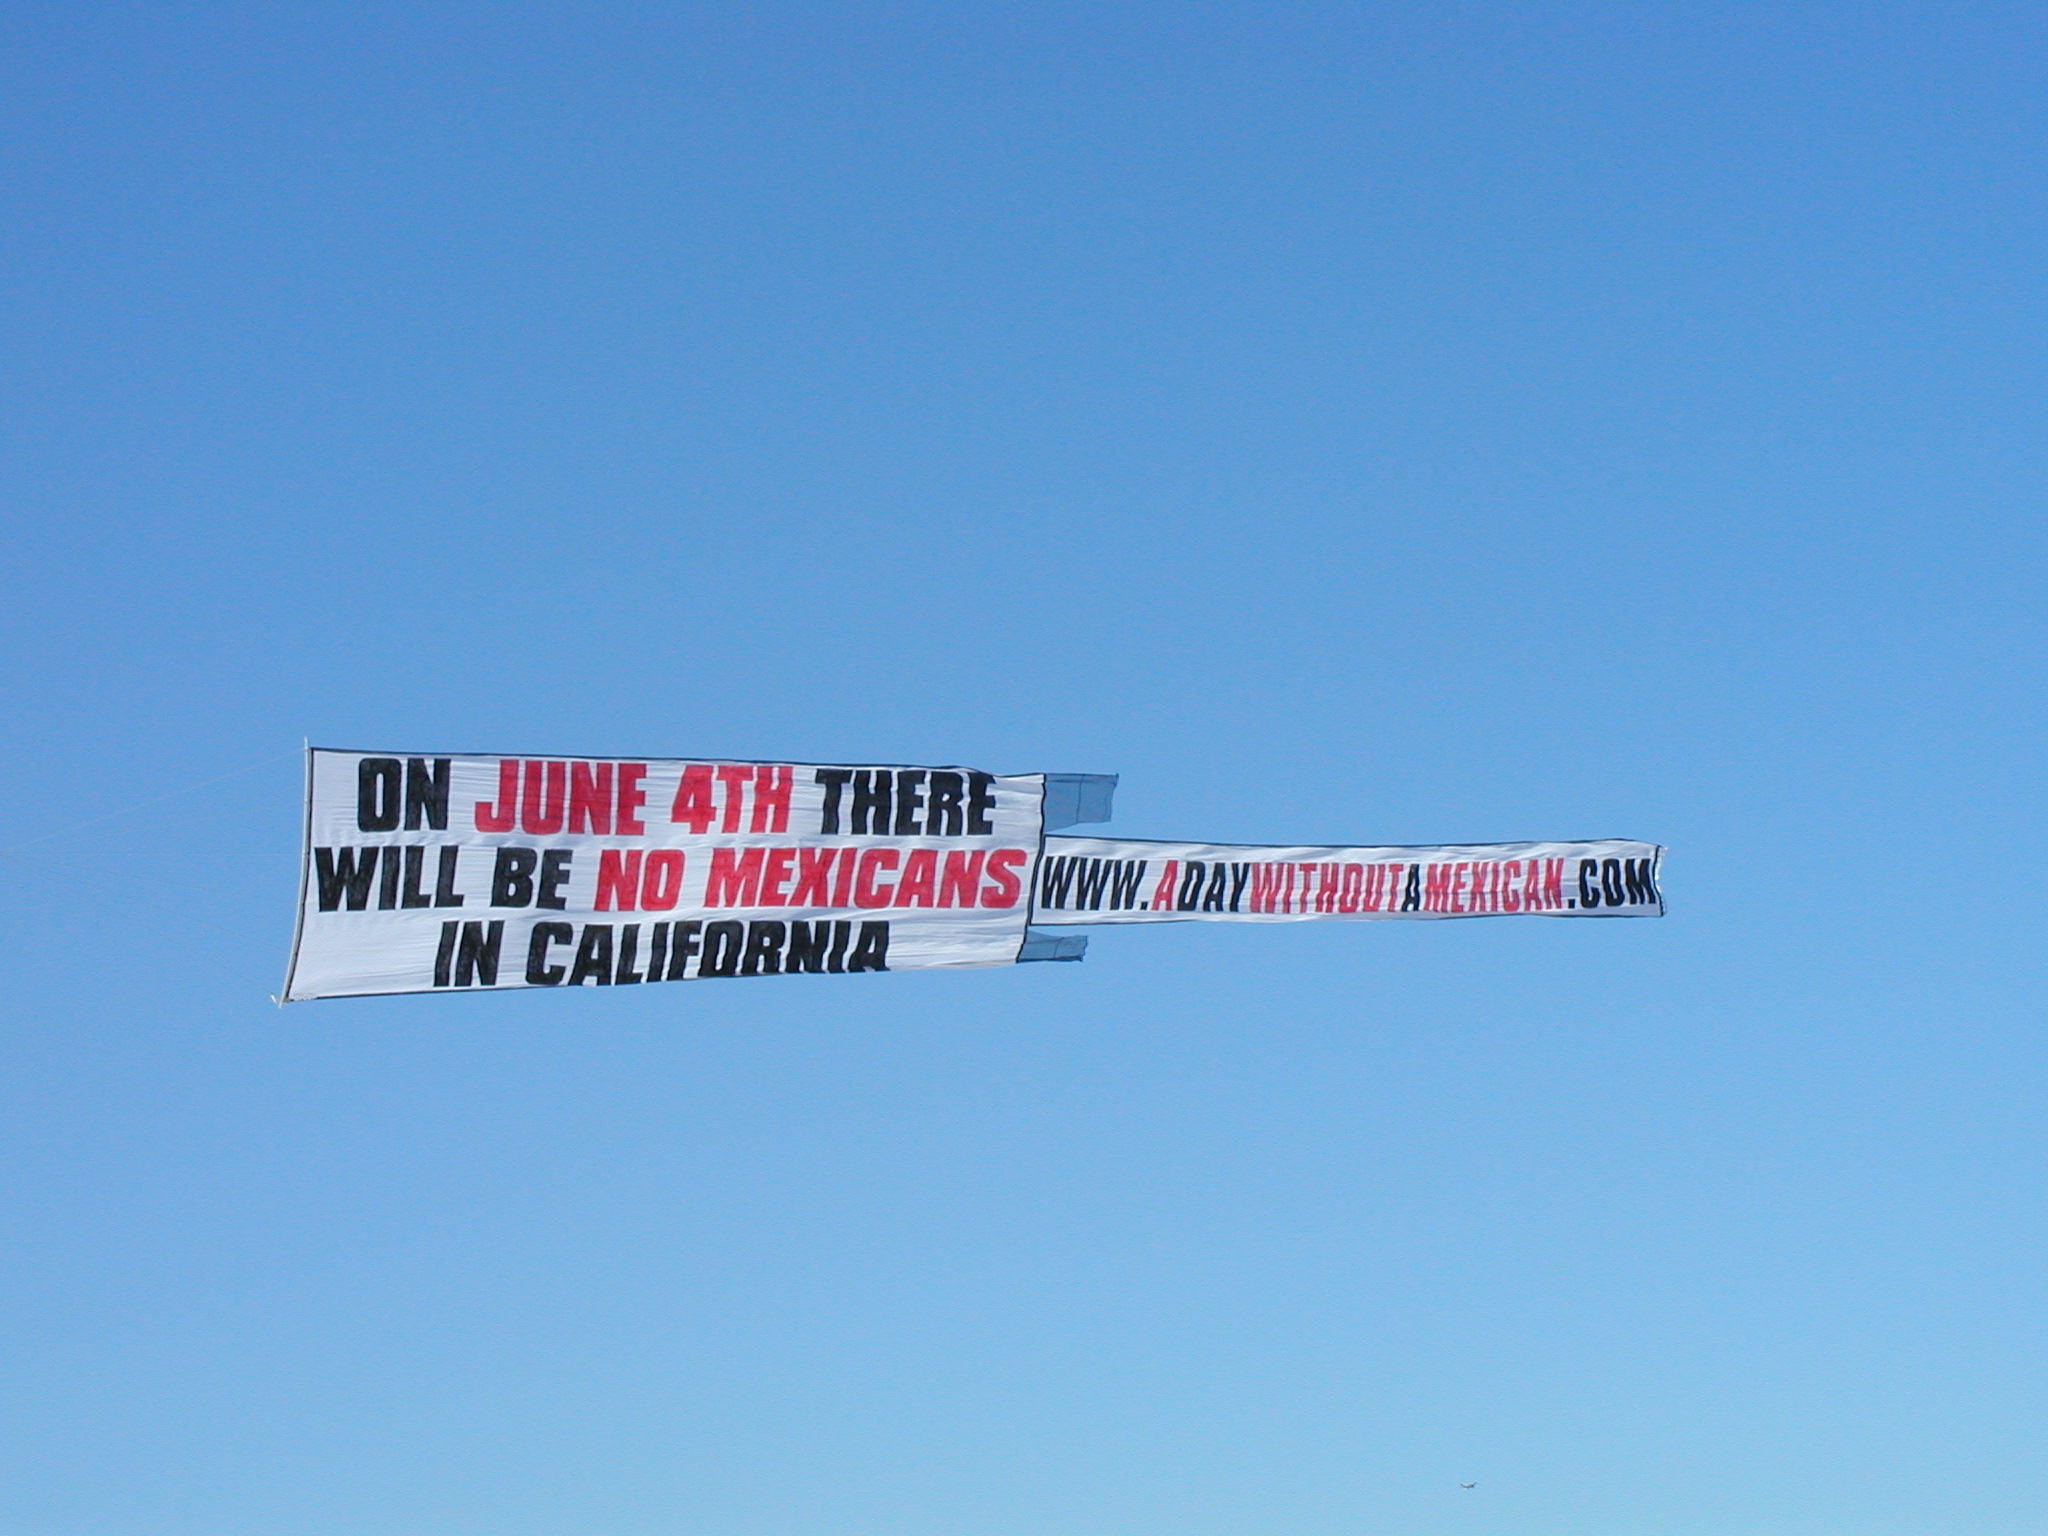 ON JUNE 4TH THERE
WILL BE NO MEXICANS
IN CALIFORNIA
WWW.ADAYWITHOUTAMEXICAN.COM